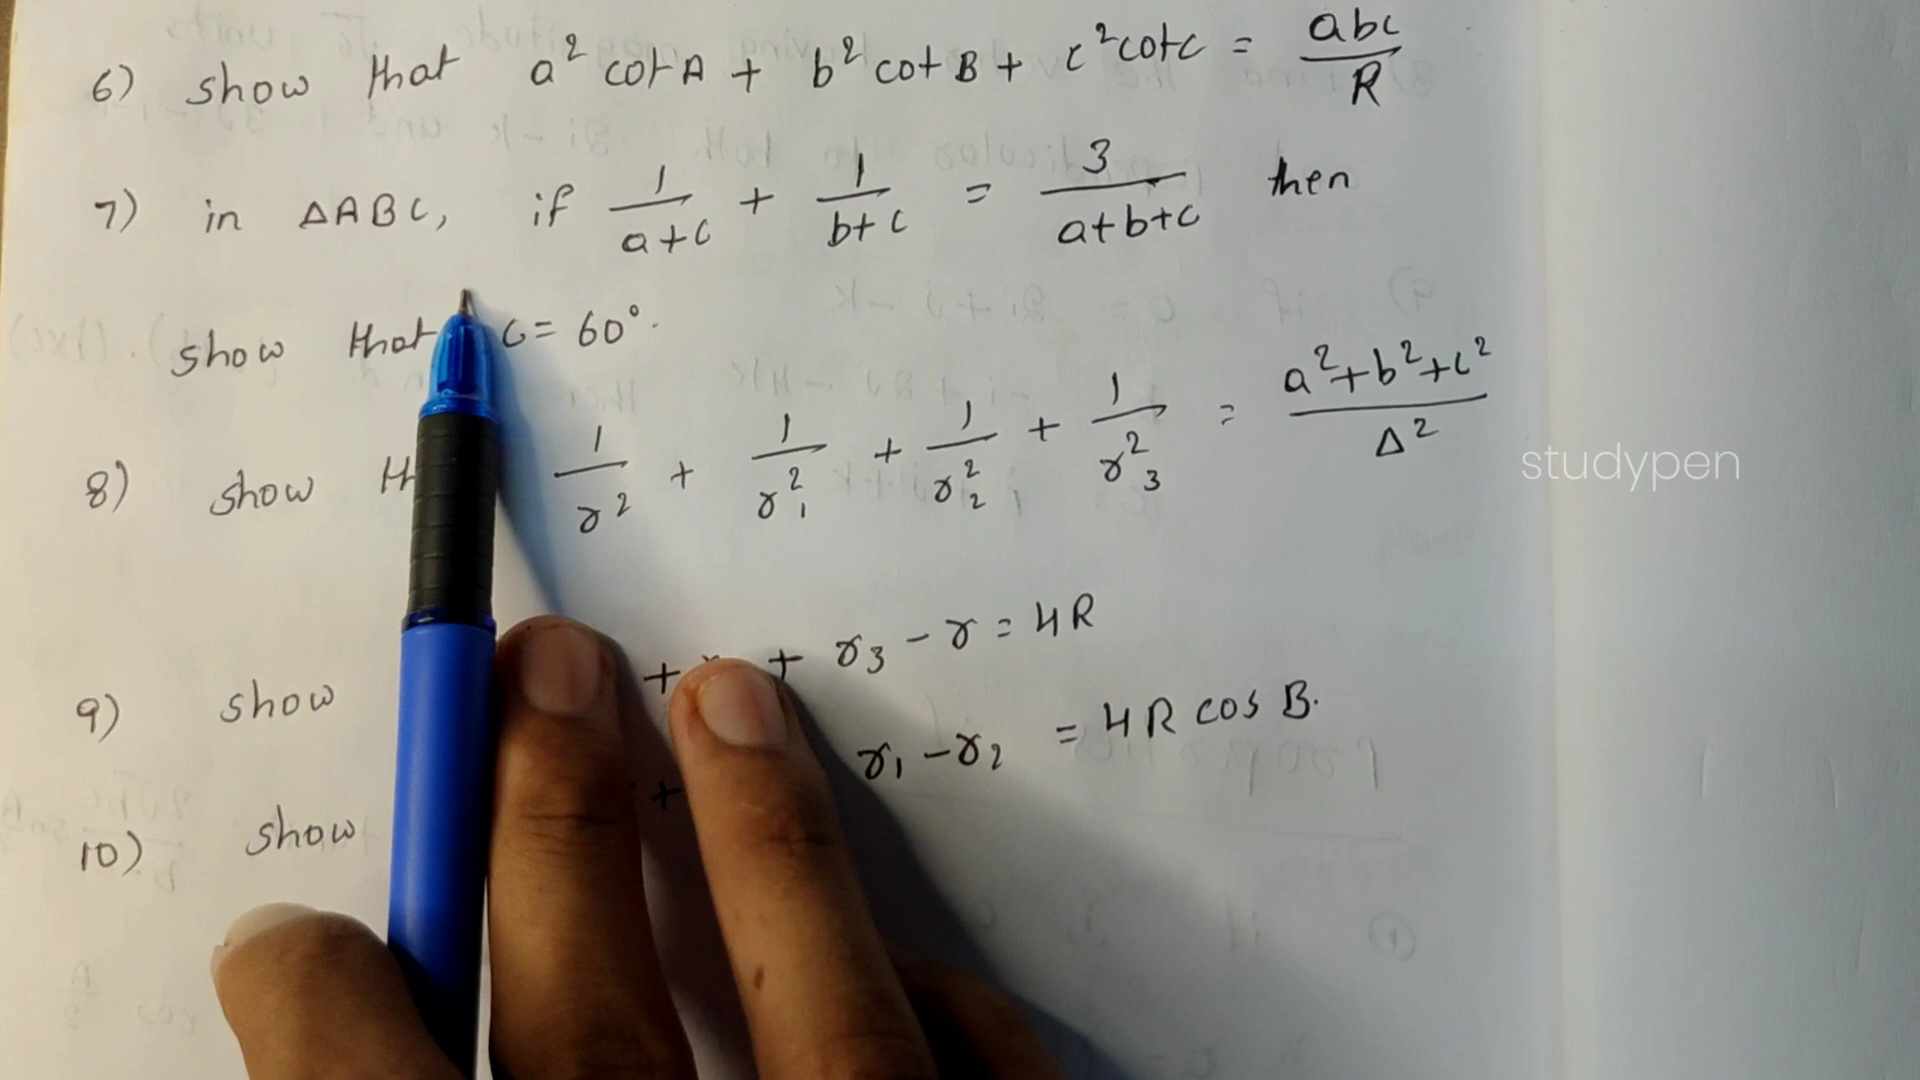 6) show that a² cot A + b² cot B + c² cot C = abc/R
7) in ΔABC, if 1/(a+c) + 1/(b+c) = 3/(a+b+c) then
show that C = 60°.
8) show 1/r² + 1/r₁² + 1/r₂² + 1/r₃² = (a²+b²+c²)/Δ²
studypen
9) show + + r₃ - r = 4R
10) show + r₁ - r₂ = 4R cos B.